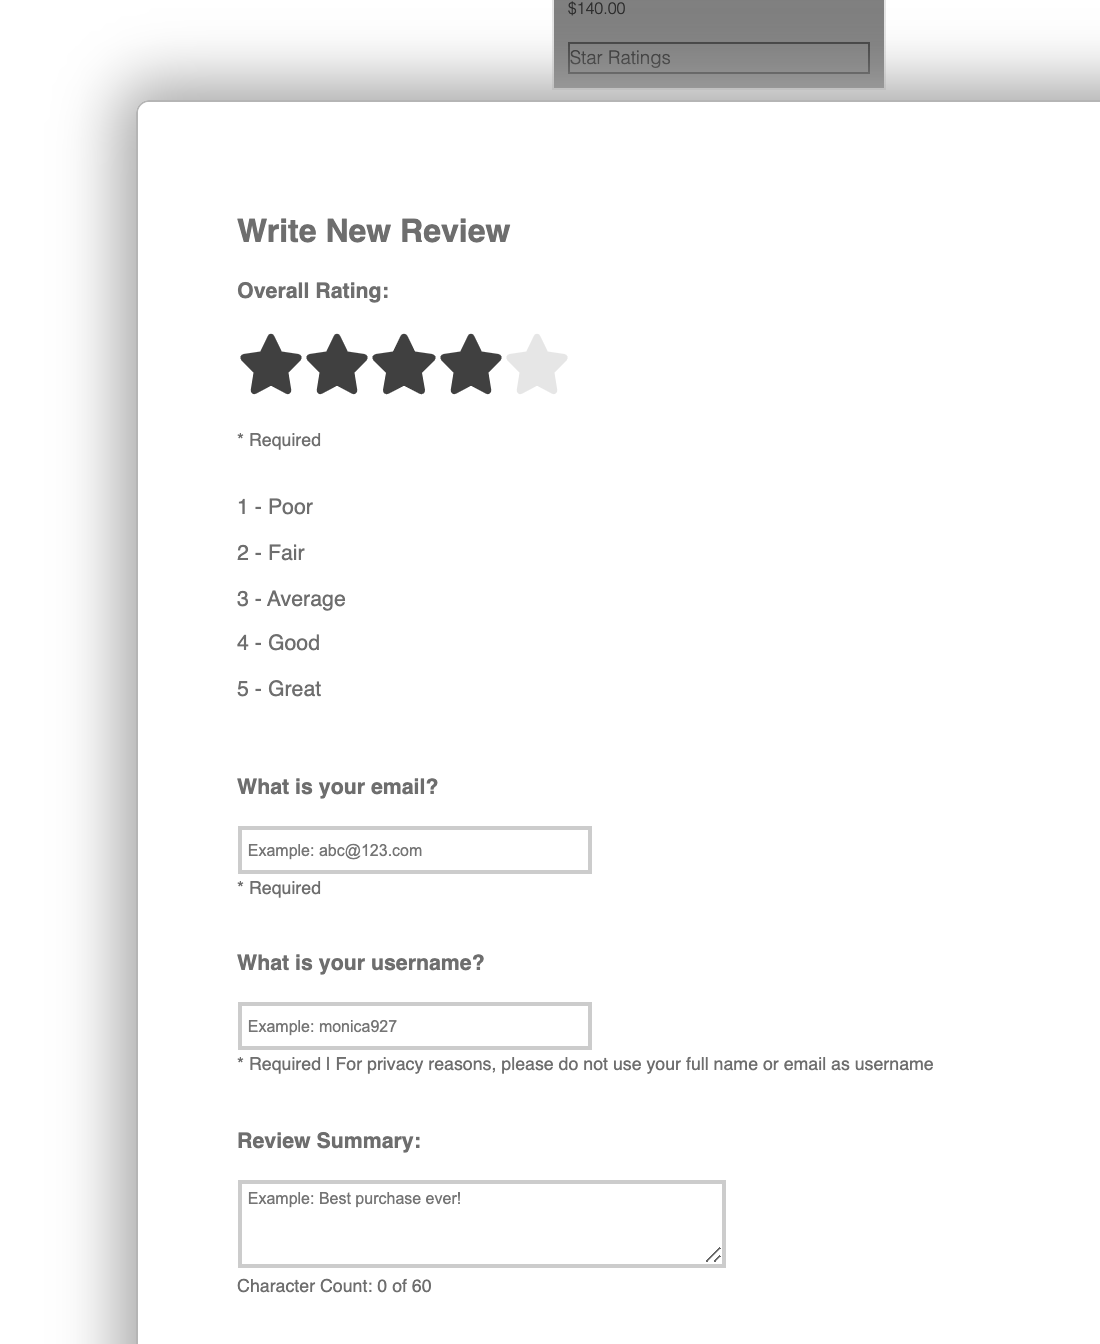 $140.00
Star Ratings
Write New Review
Overall Rating:
* Required
1 - Poor
2 - Fair
3 - Average
4 - Good
5 - Great
What is your email?
Example: abc@123.com
* Required
What is your username?
Example: monica927
* Required | For privacy reasons, please do not use your full name or email as username
Review Summary:
Example: Best purchase ever!
Character Count: 0 of 60